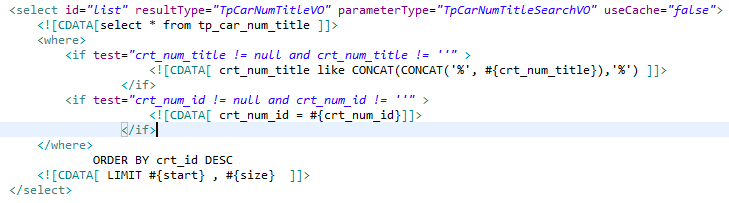 <select id="list" resultType="TpCarNumTitleVO" parameterType="TpCarNumTitleSearchVO" useCache="false">
<![CDATA[select * from tp_car_num_title ]]>
<where>
<if test="crt_num_title != null and crt_num_title != ''" >
<![CDATA[ crt_num_title like CONCAT(CONCAT('%', #{crt_num_title}),'%') ]]>
</if>
<if test="crt_num_id != null and crt_num_id != ''" >
<![CDATA[ crt_num_id = #{crt_num_id}]]>
</if>
</where>
ORDER BY crt_id DESC
<![CDATA[ LIMIT #{start} , #{size}  ]]>
</select>